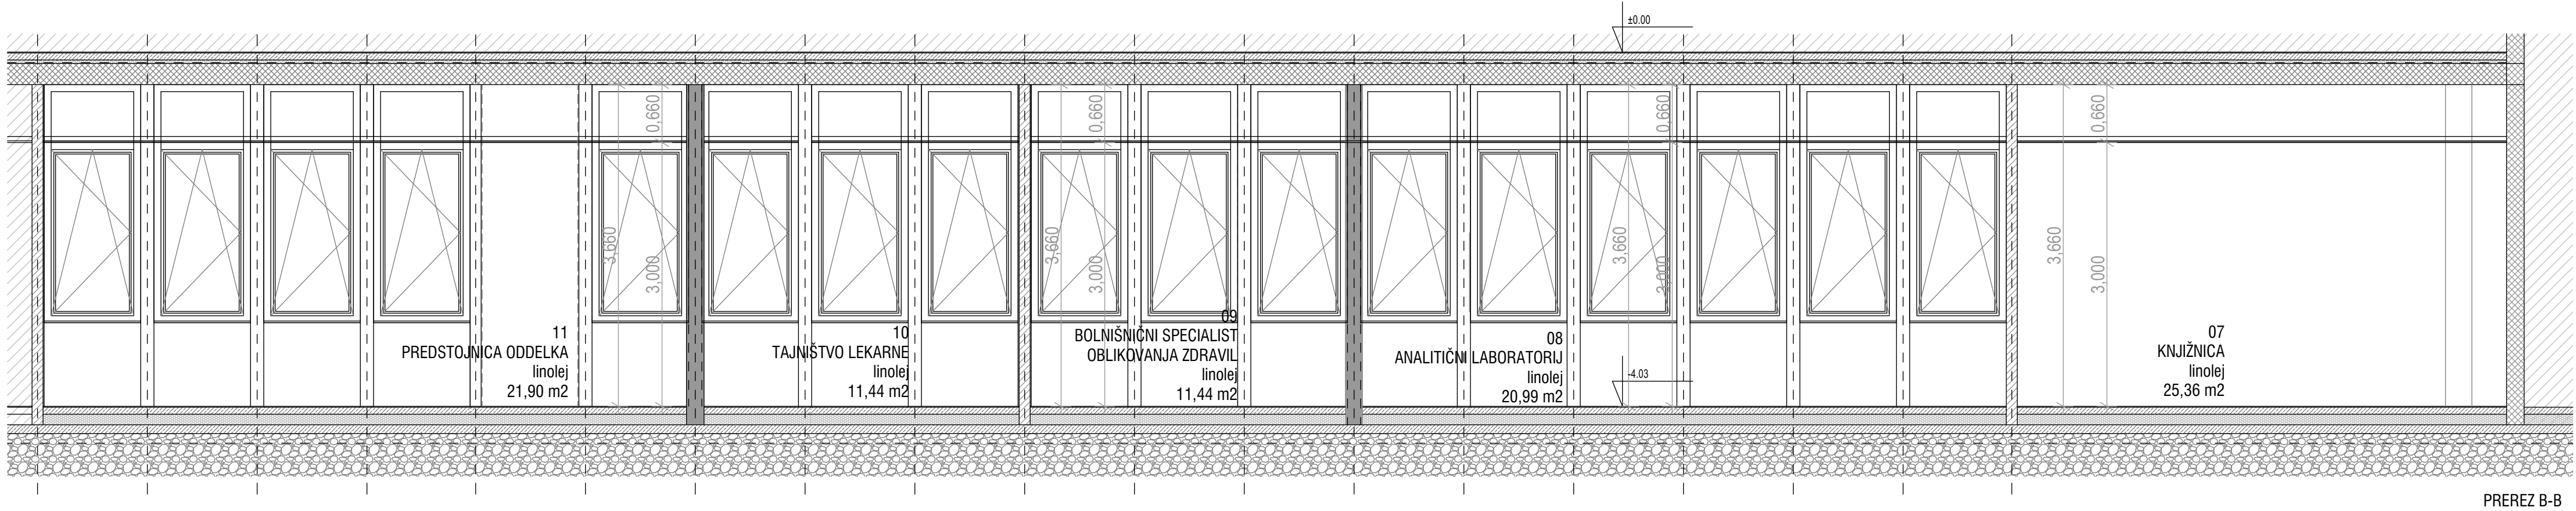 ±0.00
0,660
0,660
0,660
0,660
3,660
3,000
3,660
3,000
3,660
3,000
3,660
3,000
11
PREDSTOJNICA ODDELKA
linolej
21,90 m2
10
TAJNIŠTVO LEKARNE
linolej
11,44 m2
09
BOLNIŠNIČNI SPECIALIST
OBLIKOVANJA ZDRAVIL
linolej
11,44 m2
08
ANALITIČNI LABORATORIJ
linolej
20,99 m2
-4.03
07
KNJIŽNICA
linolej
25,36 m2
PREREZ B-B